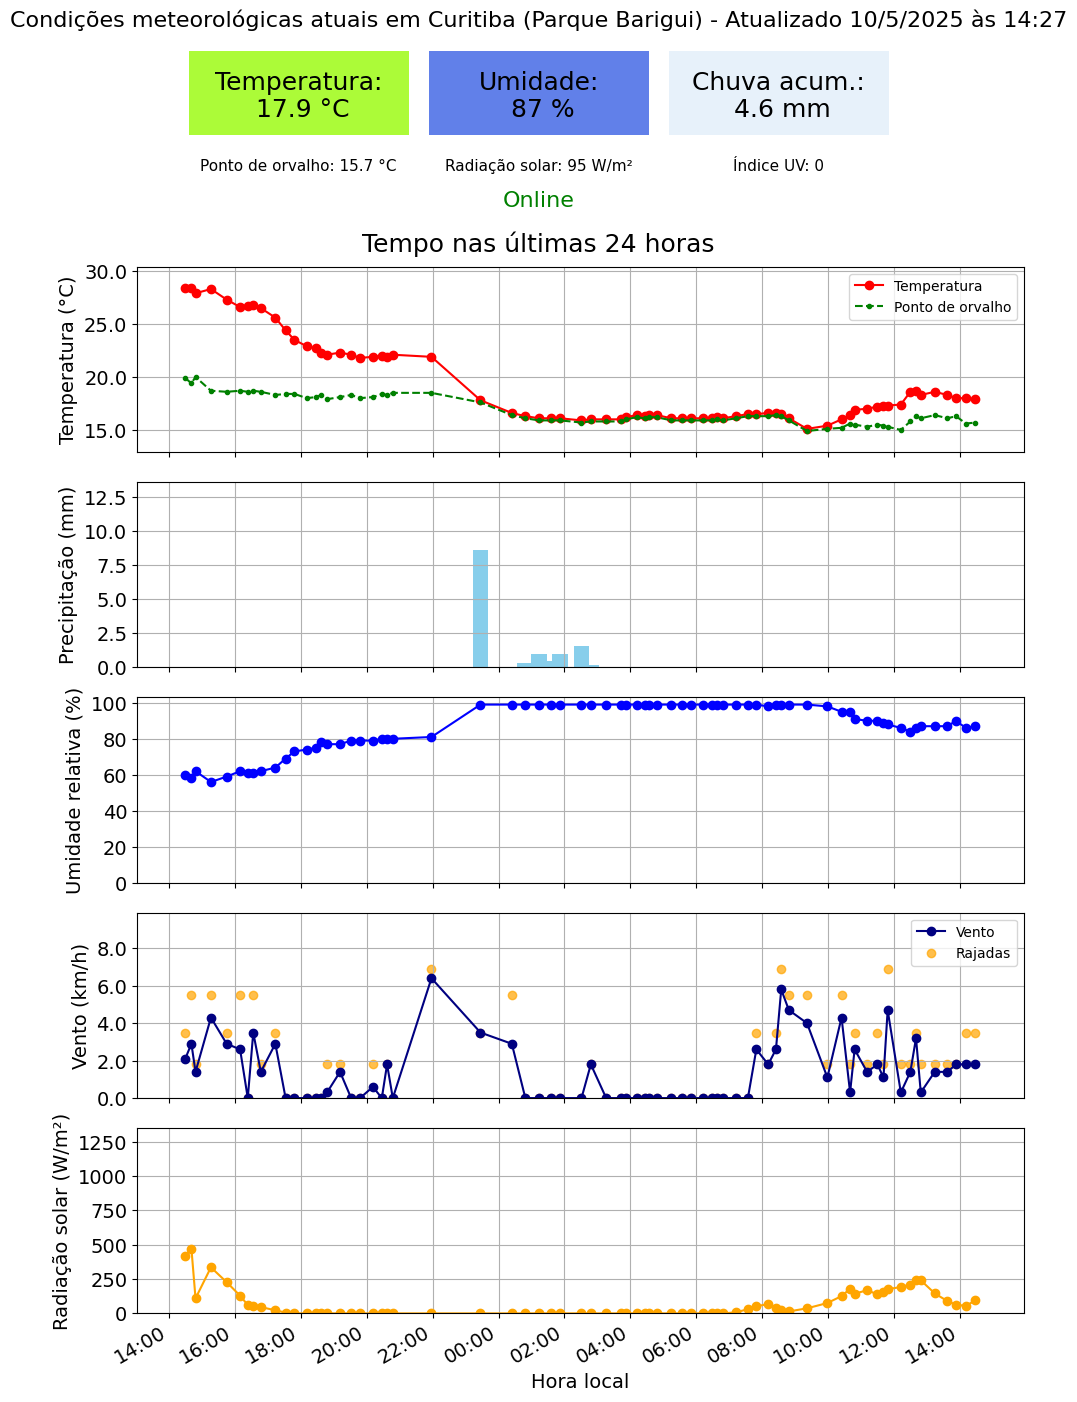 Condições meteorológicas atuais em Curitiba (Parque Barigui) - Atualizado 10/5/2025 às 14:27
Temperatura:
17.9 °C
Umidade:
87 %
Chuva acum.:
4.6 mm
Ponto de orvalho: 15.7 °C
Radiação solar: 95 W/m²
Índice UV: 0
Online
Tempo nas últimas 24 horas
Temperatura (°C)
30.0
25.0
20.0
15.0
Temperatura
Ponto de orvalho
Precipitação (mm)
12.5
10.0
7.5
5.0
2.5
0.0
Umidade relativa (%)
100
80
60
40
20
0
Vento (km/h)
8.0
6.0
4.0
2.0
0.0
Vento
Rajadas
Radiação solar (W/m²)
1250
1000
750
500
250
0
14:00
16:00
18:00
20:00
22:00
00:00
02:00
04:00
06:00
08:00
10:00
12:00
14:00
Hora local